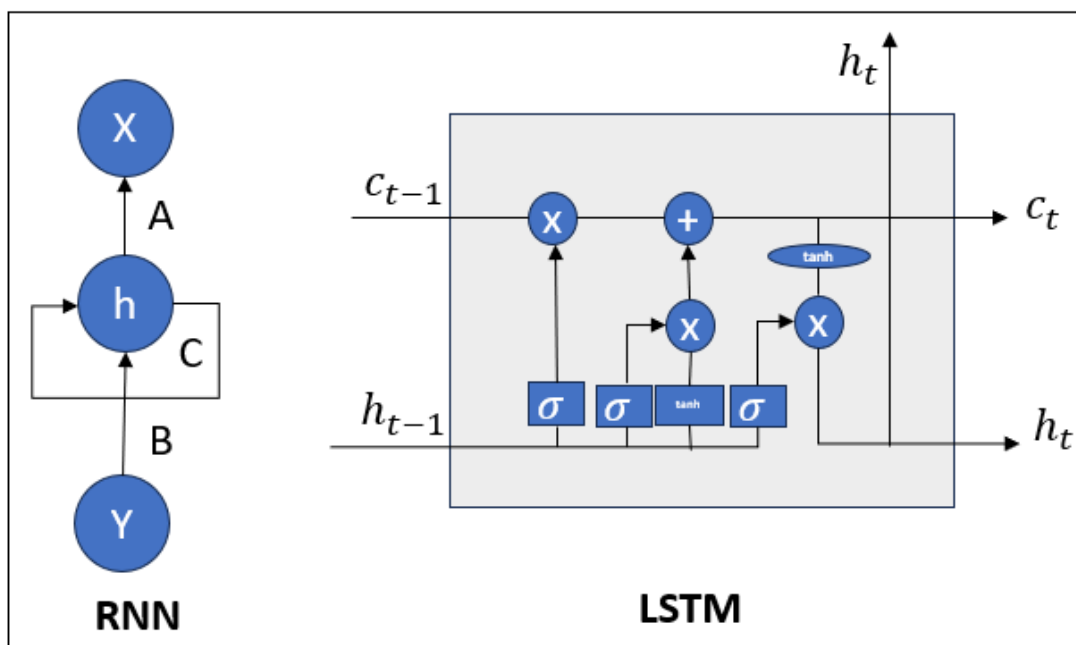 X
A
h
C
B
Y
RNN
h_t
c_{t-1}
x
+
c_t
tanh
x
x
σ
σ
tanh
σ
h_{t-1}
h_t
LSTM